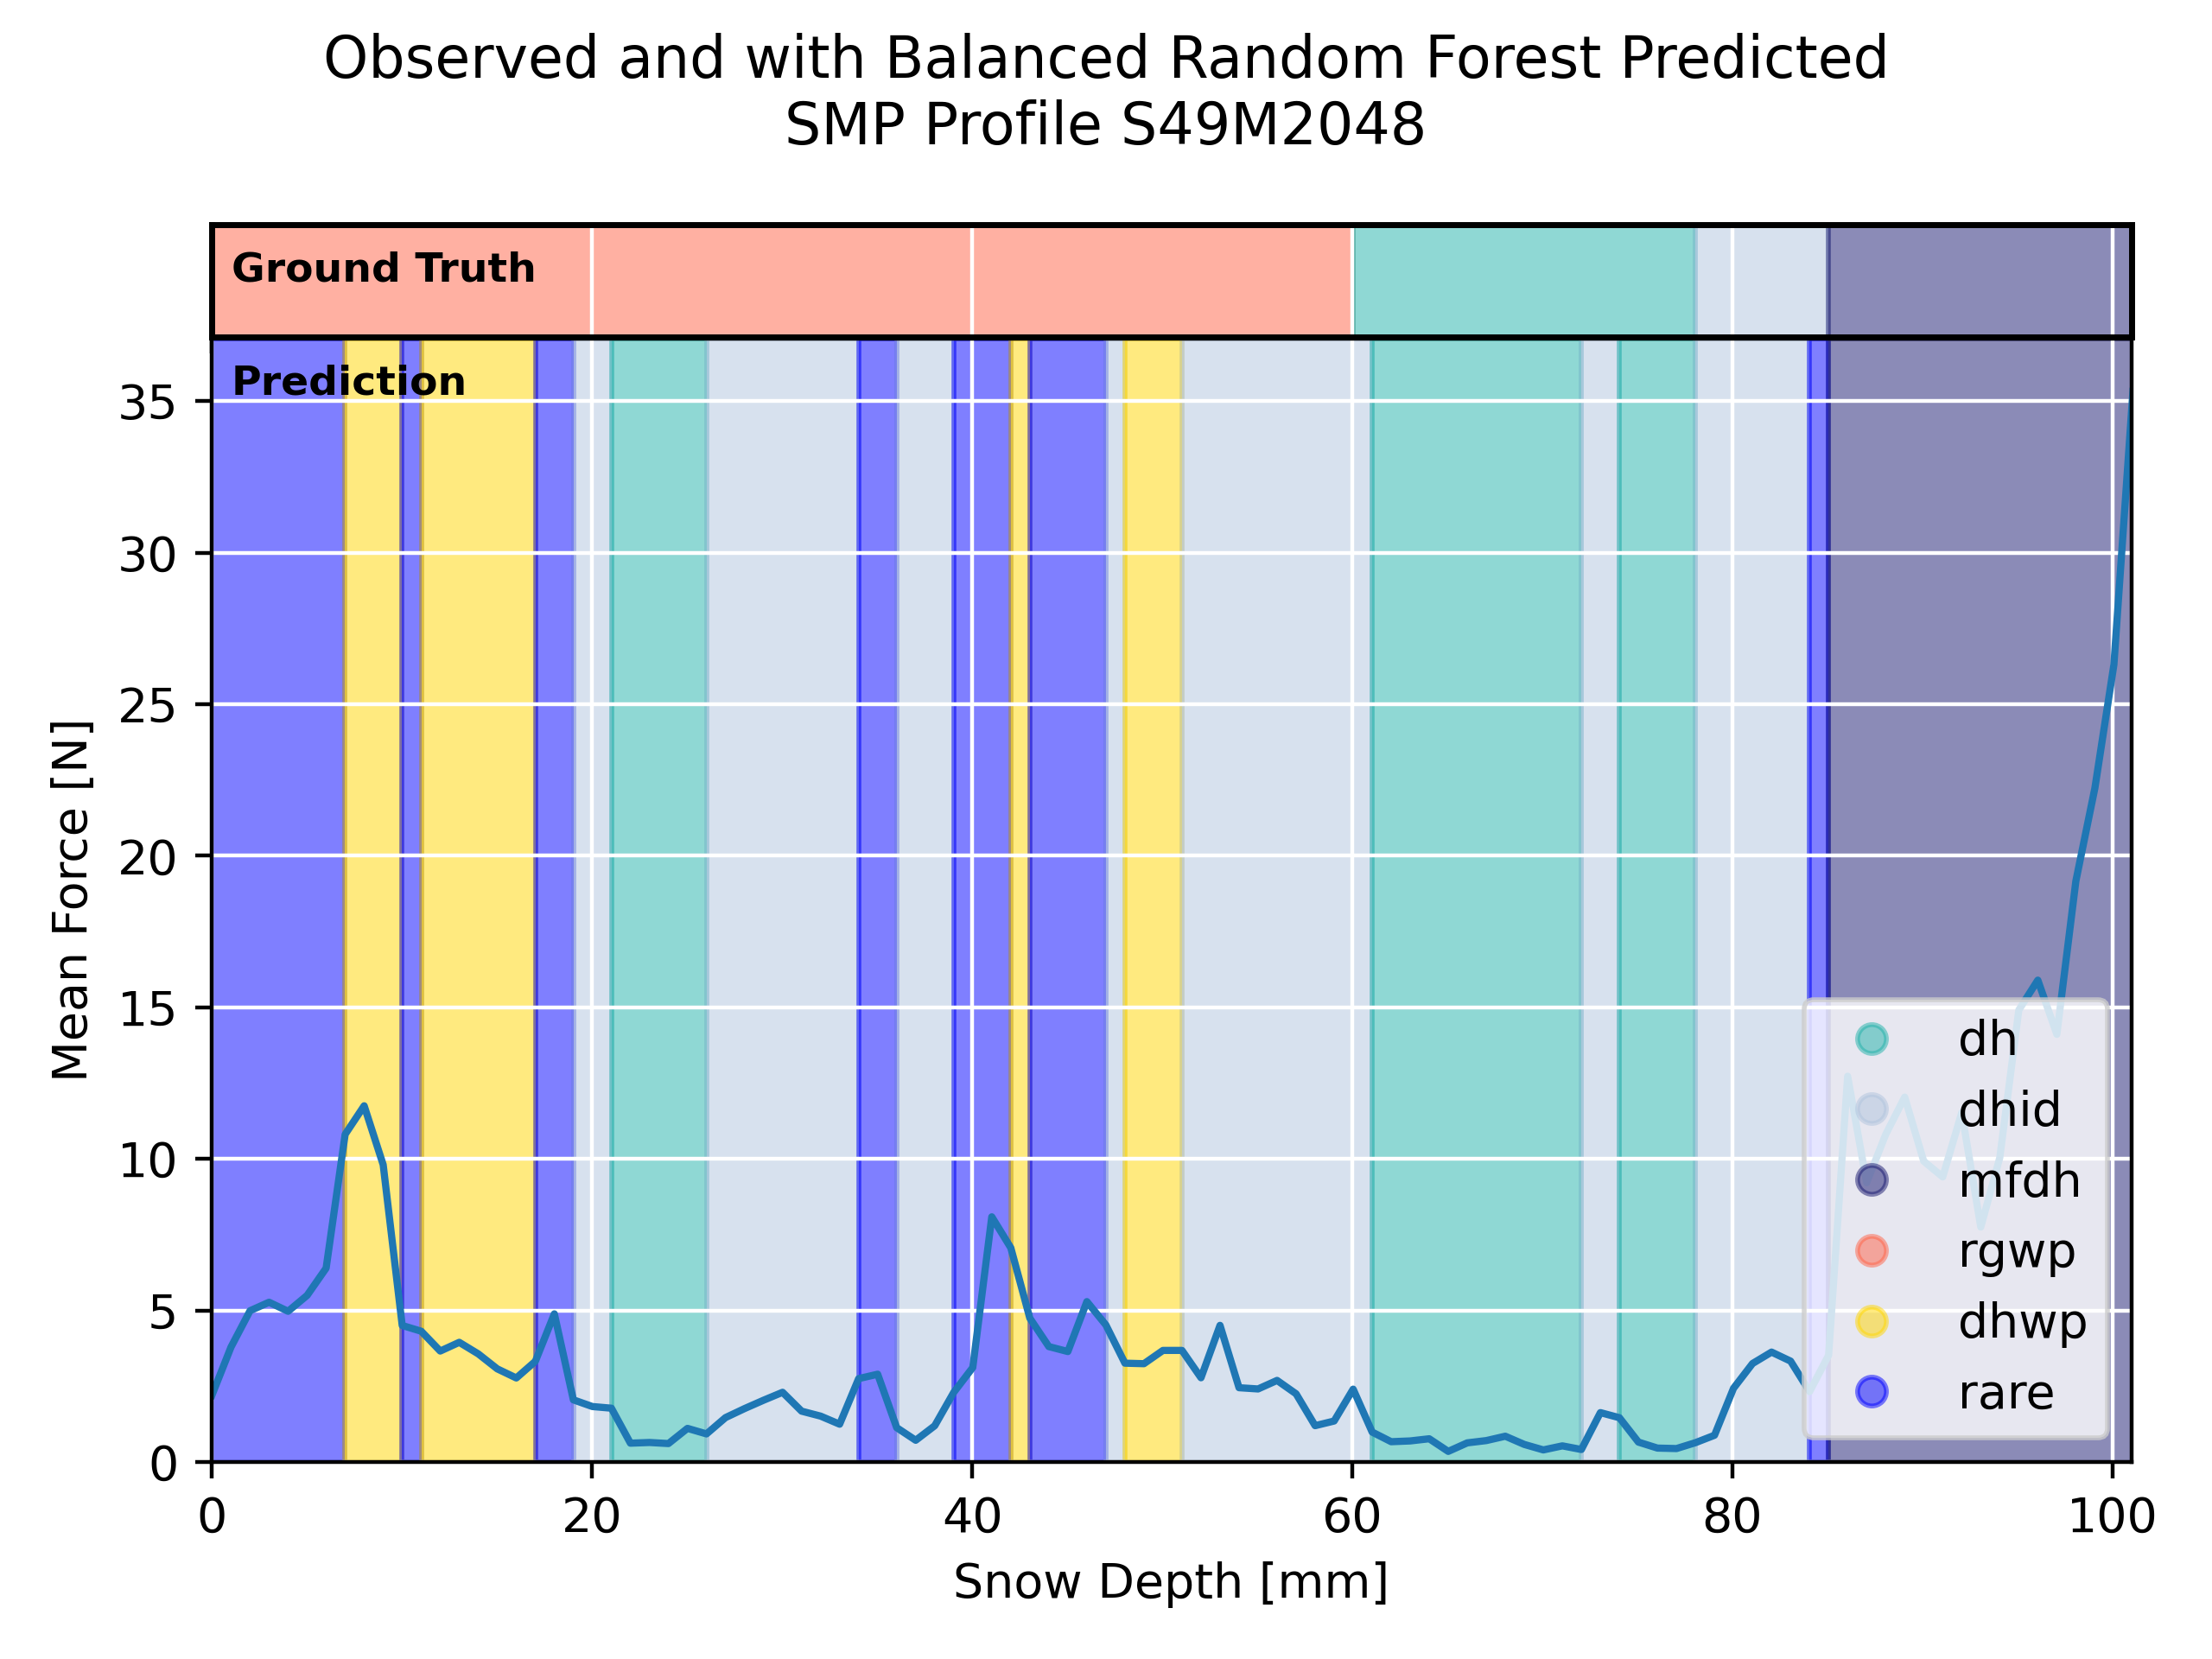 Observed and with Balanced Random Forest Predicted
SMP Profile S49M2048
Ground Truth
Prediction
35
30
25
20
15
10
5
0
Mean Force [N]
0 20 40 60 80 100
Snow Depth [mm]
dh
dhid
mfdh
rgwp
dhwp
rare